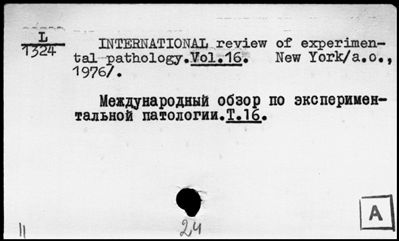 L
1324
INTERNATIONAL review of experimen-
tal pathology.Vol.16. New York/a.o.,
1976/.
Международный обзор по эксперимен-
тальной патологии.Т.16.
24
11
A